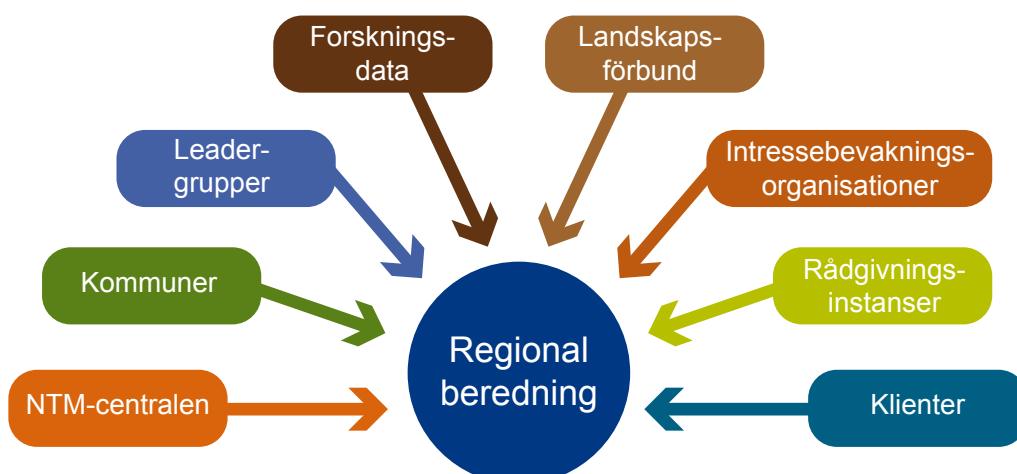 Forsknings-
data
Landskaps-
förbund
Leader-
grupper
Intressebevaknings-
organisationer
Kommuner
Rådgivnings-
instanser
Regional
beredning
NTM-centralen
Klienter